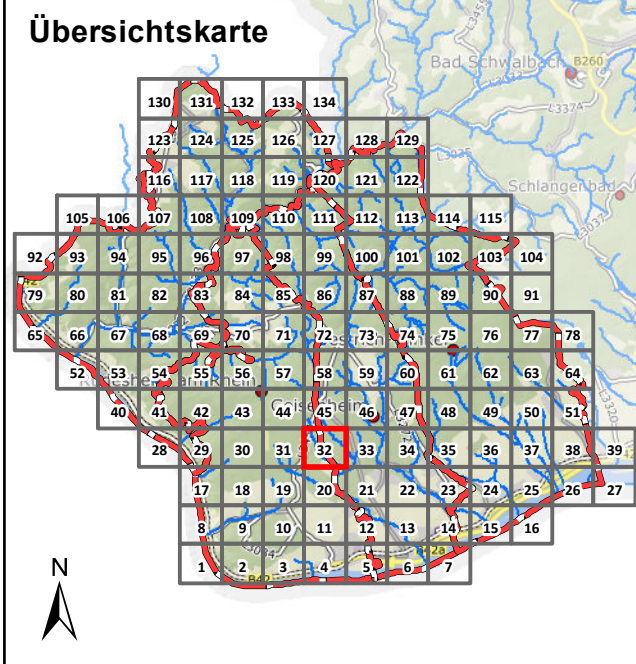 Übersichtskarte
Bad Schwalbach
B260
L3374
L3035
Schlangenbad
L3037
130 131 132 133 134
123 124 125 126 127 128 129
116 117 118 119 120 121 122
105 106 107 108 109 110 111 112 113 114 115
92 93 94 95 96 97 98 99 100 101 102 103 104
79 80 81 82 83 84 85 86 87 88 89 90 91
65 66 67 68 69 70 71 72 73 74 75 76 77 78
52 53 54 55 56 57 58 59 60 61 62 63 64
40 41 42 43 44 45 46 47 48 49 50 51
28 29 30 31 32 33 34 35 36 37 38 39
17 18 19 20 21 22 23 24 25 26 27
8 9 10 11 12 13 14 15 16
L3034
B42a
1 2 3 4 5 6 7
B42
N